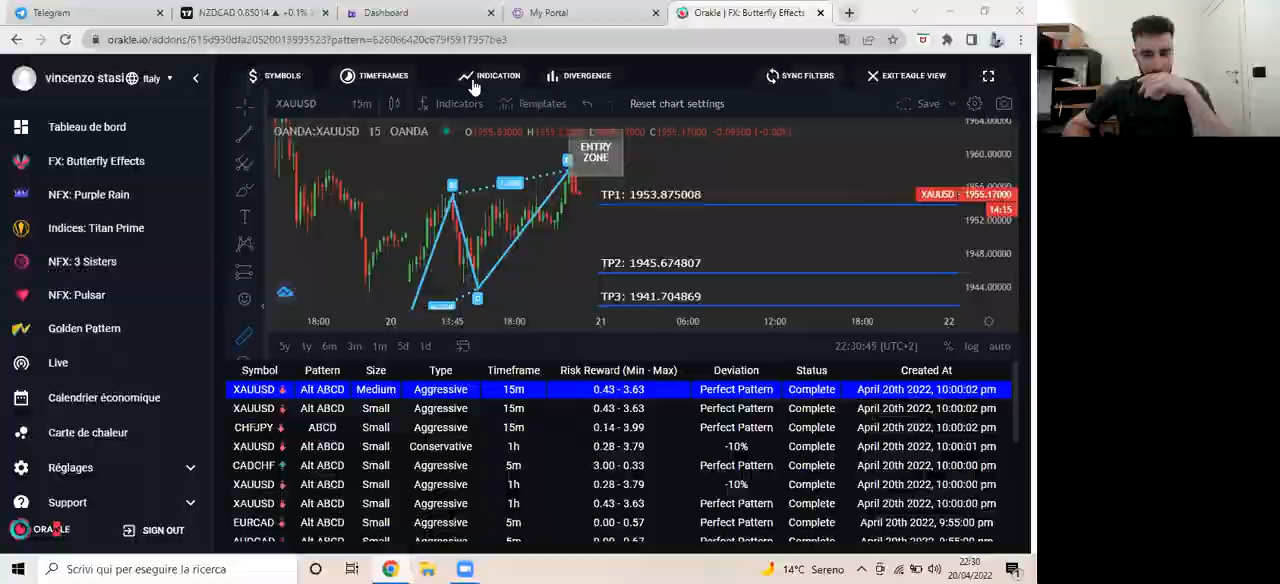 Telegram
NZDCAD 0.85014 ▲ +0.1%
Dashboard
My Portal
Orakle | FX: Butterfly Effects
orakle.io/addons/615d930dfa20520013993523?pattern=626066420c679f5917957be3
vincenzo stasi Italy
SYMBOLS TIMEFRAMES INDICATION DIVERGENCE SYNC FILTERS EXIT EAGLE VIEW
XAUUSD 15m Indicators Templates Reset chart settings Save
Tableau de bord
FX: Butterfly Effects
NFX: Purple Rain
Indices: Titan Prime
NFX: 3 Sisters
NFX: Pulsar
Golden Pattern
Live
Calendrier économique
Carte de chaleur
Réglages
Support
ORAKLE SIGN OUT
OANDA:XAUUSD 15 OANDA
ENTRY
ZONE
TP1: 1953.875008
TP2: 1945.674807
TP3: 1941.704869
1964.00000
1960.00000
XAUUSD 1955.17000
14:15
1952.00000
1948.00000
1944.00000
18:00 20 13:45 18:00 21 06:00 12:00 18:00 22
5y 1y 6m 3m 1m 5d 1d 22:30:45 (UTC+2) % log auto
Symbol Pattern Size Type Timeframe Risk Reward (Min - Max) Deviation Status Created At
XAUUSD Alt ABCD Medium Aggressive 15m 0.43 - 3.63 Perfect Pattern Complete April 20th 2022, 10:00:02 pm
XAUUSD Alt ABCD Small Aggressive 15m 0.43 - 3.63 Perfect Pattern Complete April 20th 2022, 10:00:02 pm
CHFJPY ABCD Small Aggressive 15m 0.14 - 3.99 Perfect Pattern Complete April 20th 2022, 10:00:02 pm
XAUUSD Alt ABCD Small Conservative 1h 0.28 - 3.79 -10% Complete April 20th 2022, 10:00:01 pm
CADCHF Alt ABCD Small Aggressive 5m 3.00 - 0.33 Perfect Pattern Complete April 20th 2022, 10:00:00 pm
XAUUSD Alt ABCD Small Aggressive 1h 0.28 - 3.79 -10% Complete April 20th 2022, 10:00:00 pm
XAUUSD Alt ABCD Small Aggressive 1h 0.43 - 3.63 Perfect Pattern Complete April 20th 2022, 10:00:00 pm
EURCAD Alt ABCD Small Aggressive 5m 0.00 - 0.57 Perfect Pattern Complete April 20th 2022, 9:55:00 pm
Scrivi qui per eseguire la ricerca
14°C Sereno
22:30
20/04/2022